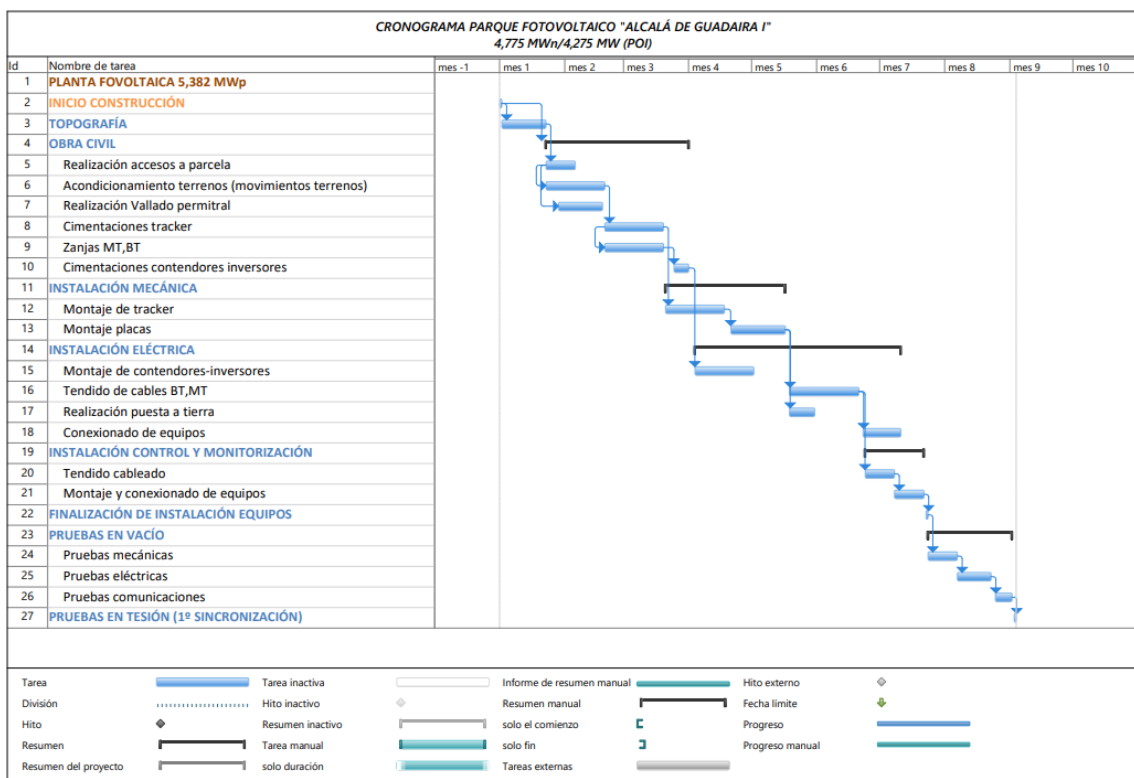 CRONOGRAMA PARQUE FOTOVOLTAICO "ALCALÁ DE GUADAIRA I"
4,775 MWn/4,275 MW (POI)
Id Nombre de tarea mes -1 mes 1 mes 2 mes 3 mes 4 mes 5 mes 6 mes 7 mes 8 mes 9 mes 10
1 PLANTA FOVOLTAICA 5,382 MWp
2 INICIO CONSTRUCCIÓN
3 TOPOGRAFÍA
4 OBRA CIVIL
5 Realización accesos a parcela
6 Acondicionamiento terrenos (movimientos terrenos)
7 Realización Vallado permitral
8 Cimentaciones tracker
9 Zanjas MT,BT
10 Cimentaciones contendores inversores
11 INSTALACIÓN MECÁNICA
12 Montaje de tracker
13 Montaje placas
14 INSTALACIÓN ELÉCTRICA
15 Montaje de contendores-inversores
16 Tendido de cables BT,MT
17 Realización puesta a tierra
18 Conexionado de equipos
19 INSTALACIÓN CONTROL Y MONITORIZACIÓN
20 Tendido cableado
21 Montaje y conexionado de equipos
22 FINALIZACIÓN DE INSTALACIÓN EQUIPOS
23 PRUEBAS EN VACÍO
24 Pruebas mecánicas
25 Pruebas eléctricas
26 Pruebas comunicaciones
27 PRUEBAS EN TESIÓN (1º SINCRONIZACIÓN)
Tarea Tarea inactiva Informe de resumen manual Hito externo
División Hito inactivo Resumen manual Fecha límite
Hito Resumen inactivo solo el comienzo Progreso
Resumen Tarea manual solo fin Progreso manual
Resumen del proyecto solo duración Tareas externas